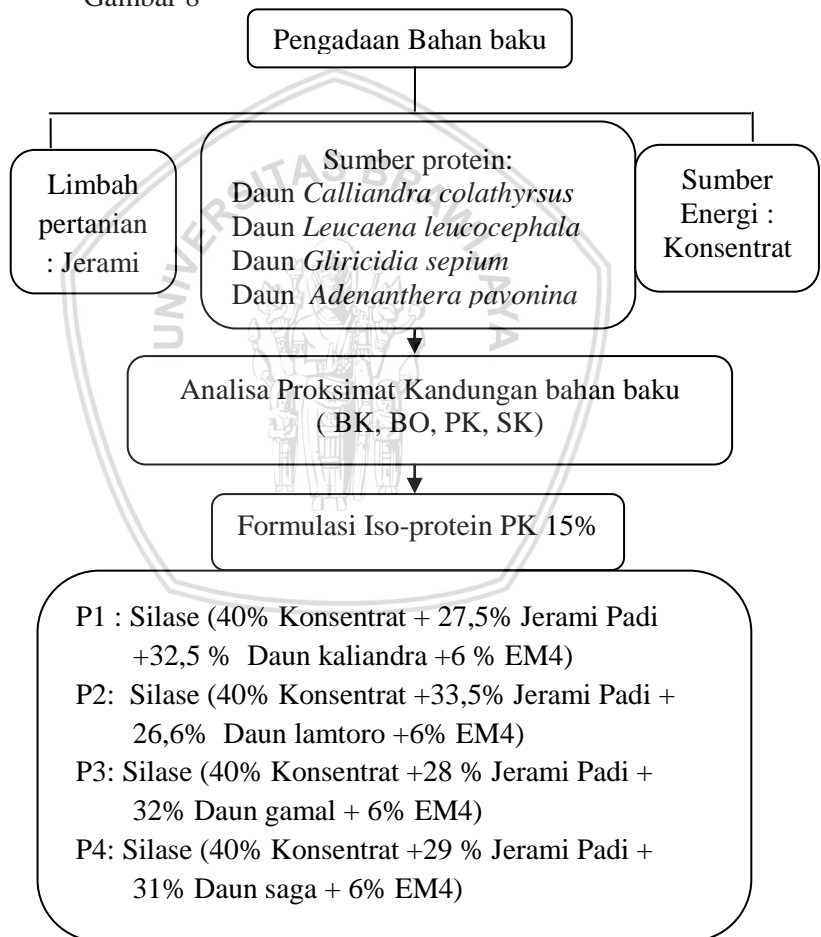 Gambar 8
Pengadaan Bahan baku
Limbah
pertanian
: Jerami
Sumber protein:
Daun Calliandra colathyrsus
Daun Leucaena leucocephala
Daun Gliricidia sepium
Daun Adenanthera pavonina
Sumber
Energi :
Konsentrat
UNIVERSITAS BRAWIJAYA
Analisa Proksimat Kandungan bahan baku
( BK, BO, PK, SK)
Formulasi Iso-protein PK 15%
P1 : Silase (40% Konsentrat + 27,5% Jerami Padi
+32,5 % Daun kaliandra +6 % EM4)
P2: Silase (40% Konsentrat +33,5% Jerami Padi +
26,6% Daun lamtoro +6% EM4)
P3: Silase (40% Konsentrat +28 % Jerami Padi +
32% Daun gamal + 6% EM4)
P4: Silase (40% Konsentrat +29 % Jerami Padi +
31% Daun saga + 6% EM4)